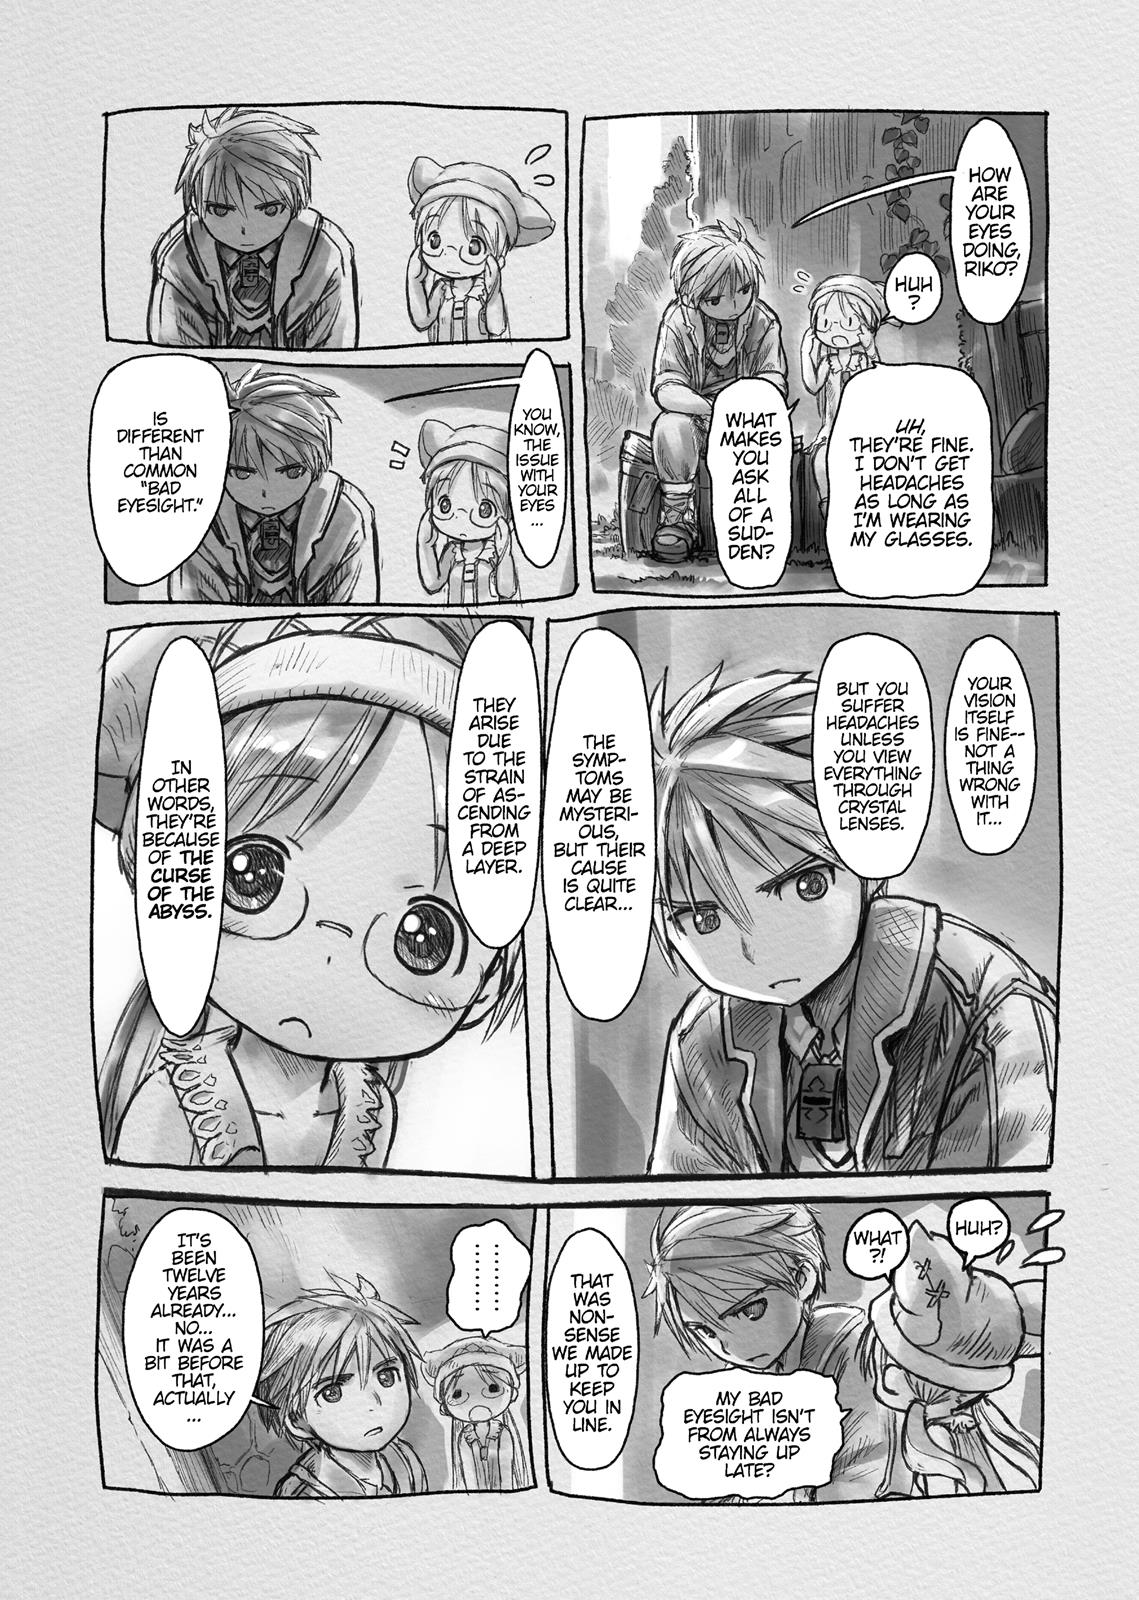 HOW
ARE
YOUR
EYES
DOING,
RIKO?
HUH
?
UH,
THEY'RE FINE.
I DON'T GET
HEADACHES
AS LONG AS
I'M WEARING
MY GLASSES.
WHAT
MAKES
YOU
ASK
ALL
OF A
SUD-
DEN?
YOU
KNOW,
THE
ISSUE
WITH
YOUR
EYES
...
IS
DIFFERENT
THAN
COMMON
"BAD
EYESIGHT."
YOUR
VISION
ITSELF
IS FINE--
NOT A
THING
WRONG
WITH
IT...
BUT YOU
SUFFER
HEADACHES
UNLESS
YOU VIEW
EVERYTHING
THROUGH
CRYSTAL
LENSES.
THE
SYMP-
TOMS
MAY BE
MYSTERI-
OUS,
BUT THEIR
CAUSE
IS QUITE
CLEAR...
THEY
ARISE
DUE
TO THE
STRAIN
OF AS-
CENDING
FROM
A DEEP
LAYER.
IN
OTHER
WORDS,
THEY'RE
BECAUSE
OF THE
CURSE
OF THE
ABYSS.
HUH?
WHAT
?!
MY BAD
EYESIGHT ISN'T
FROM ALWAYS
STAYING UP
LATE?
THAT
WAS
NON-
SENSE
WE MADE
UP TO
KEEP
YOU IN
LINE.
IT'S
BEEN
TWELVE
YEARS
ALREADY...
NO...
IT WAS A
BIT BEFORE
THAT,
ACTUALLY
...